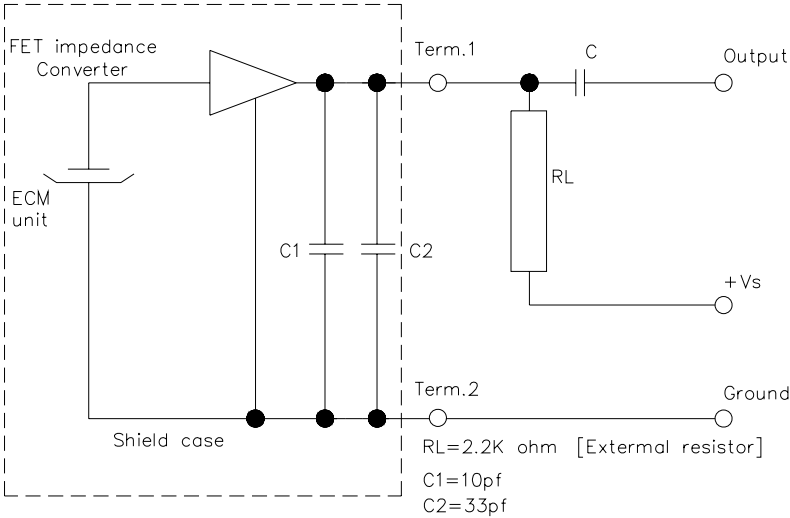 FET impedance
Converter
Term.1
C
Output
ECM
unit
RL
C1
C2
+Vs
Term.2
Ground
Shield case
RL=2.2K ohm [Extermal resistor]
C1=10pf
C2=33pf